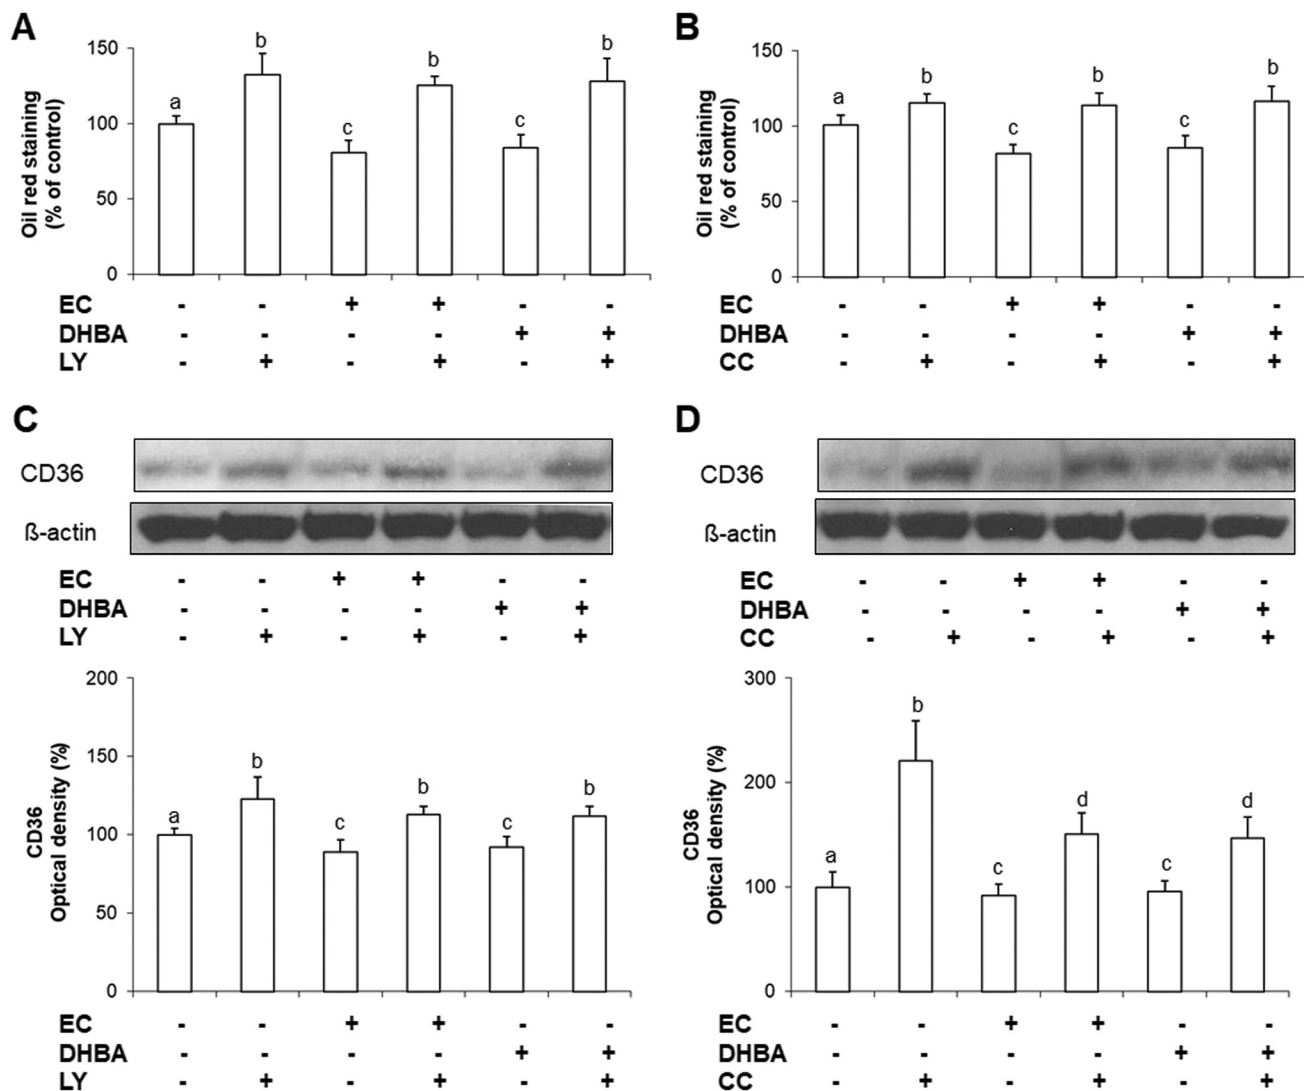 A
Oil red staining
(% of control)
150
100
50
0
a
b
c
b
c
b
EC - - + + - -
DHBA - - - - + +
LY - + - + - +
B
Oil red staining
(% of control)
150
100
50
0
a
b
c
b
c
b
EC - - + + - -
DHBA - - - - + +
CC - + - + - +
C
CD36
ß-actin
EC - - + + - -
DHBA - - - - + +
LY - + - + - +
CD36
Optical density (%)
200
150
100
50
0
a
b
c
b
c
b
EC - - + + - -
DHBA - - - - + +
LY - + - + - +
D
CD36
ß-actin
EC - - + + - -
DHBA - - - - + +
CC - + - + - +
CD36
Optical density (%)
300
200
100
0
a
b
c
d
c
d
EC - - + + - -
DHBA - - - - + +
CC - + - + - +